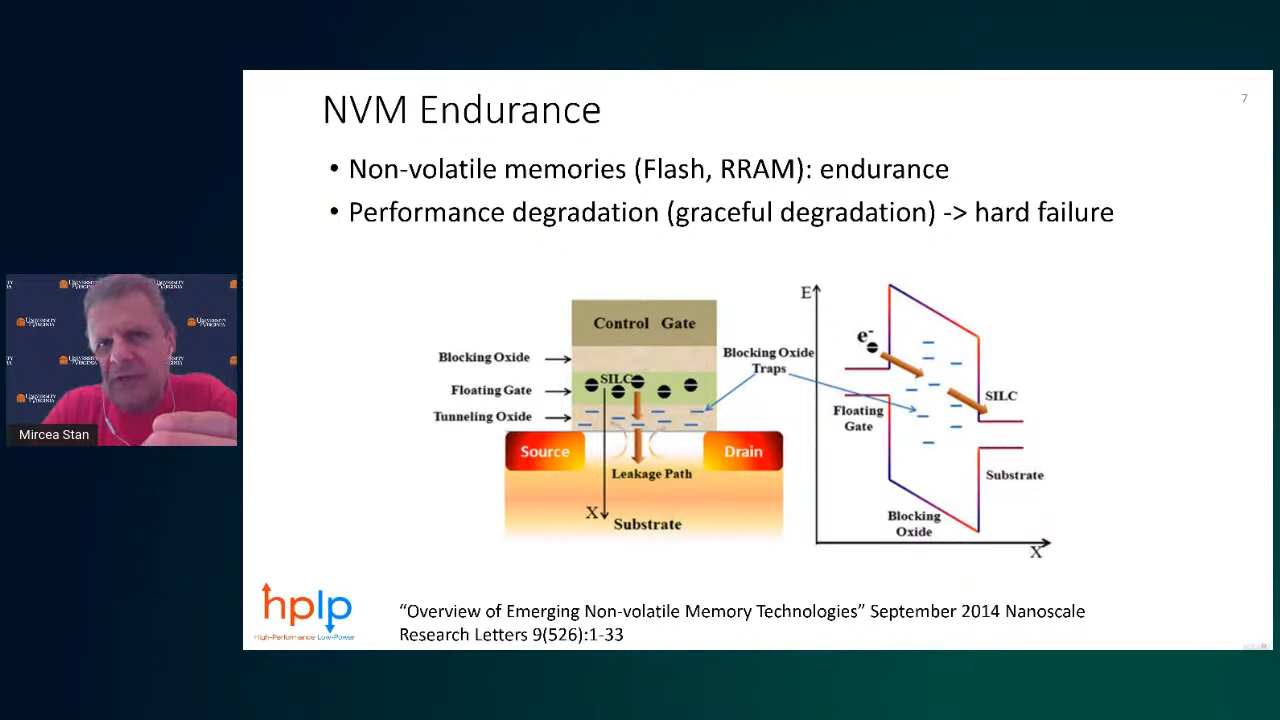 7
NVM Endurance
• Non-volatile memories (Flash, RRAM): endurance
• Performance degradation (graceful degradation) -> hard failure
Control Gate
Blocking Oxide
Floating Gate
Tunneling Oxide
SILC
Blocking Oxide
Traps
Source
Drain
Leakage Path
X
Substrate
E
e-
SILC
Floating
Gate
Substrate
Blocking
Oxide
X
UNIVERSITY
of VIRGINIA
Mircea Stan
hplp
High-Performance Low-Power
“Overview of Emerging Non-volatile Memory Technologies” September 2014 Nanoscale
Research Letters 9(526):1-33